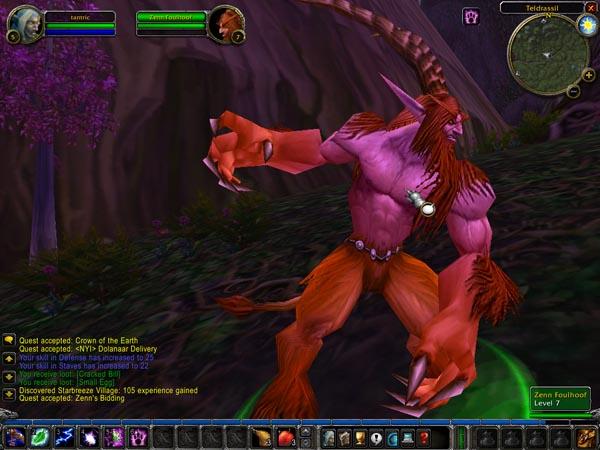 tamric
Zenn Foulhoof
Teldrassil
N
5
7
Quest accepted: Crown of the Earth
Quest accepted: <NYI> Dolanaar Delivery
Your skill in Defense has increased to 25
Your skill in Staves has increased to 22
You receive loot: [Cracked Bill]
You receive loot: [Small Egg]
Discovered Starbreeze Village: 105 experience gained
Quest accepted: Zenn's Bidding
Zenn Foulhoof
Level 7